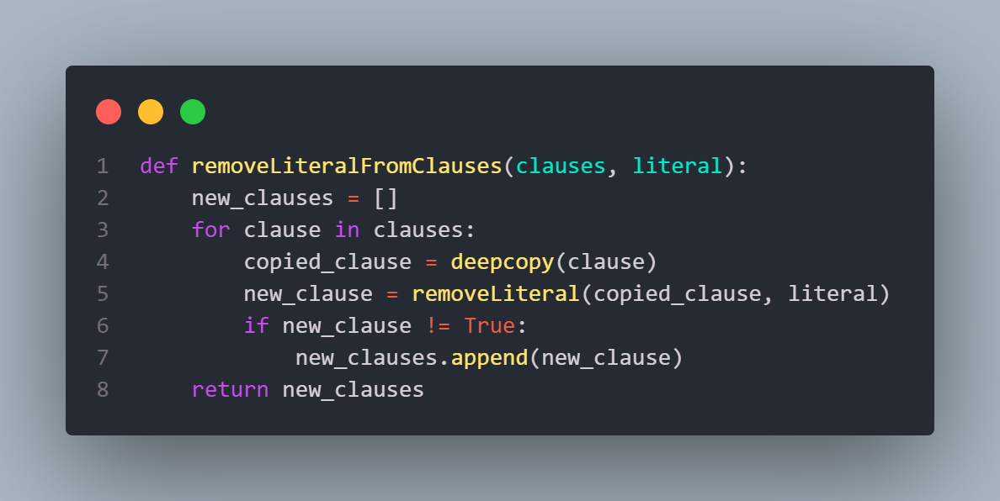 1 def removeLiteralFromClauses(clauses, literal):
2     new_clauses = []
3     for clause in clauses:
4         copied_clause = deepcopy(clause)
5         new_clause = removeLiteral(copied_clause, literal)
6         if new_clause != True:
7             new_clauses.append(new_clause)
8     return new_clauses